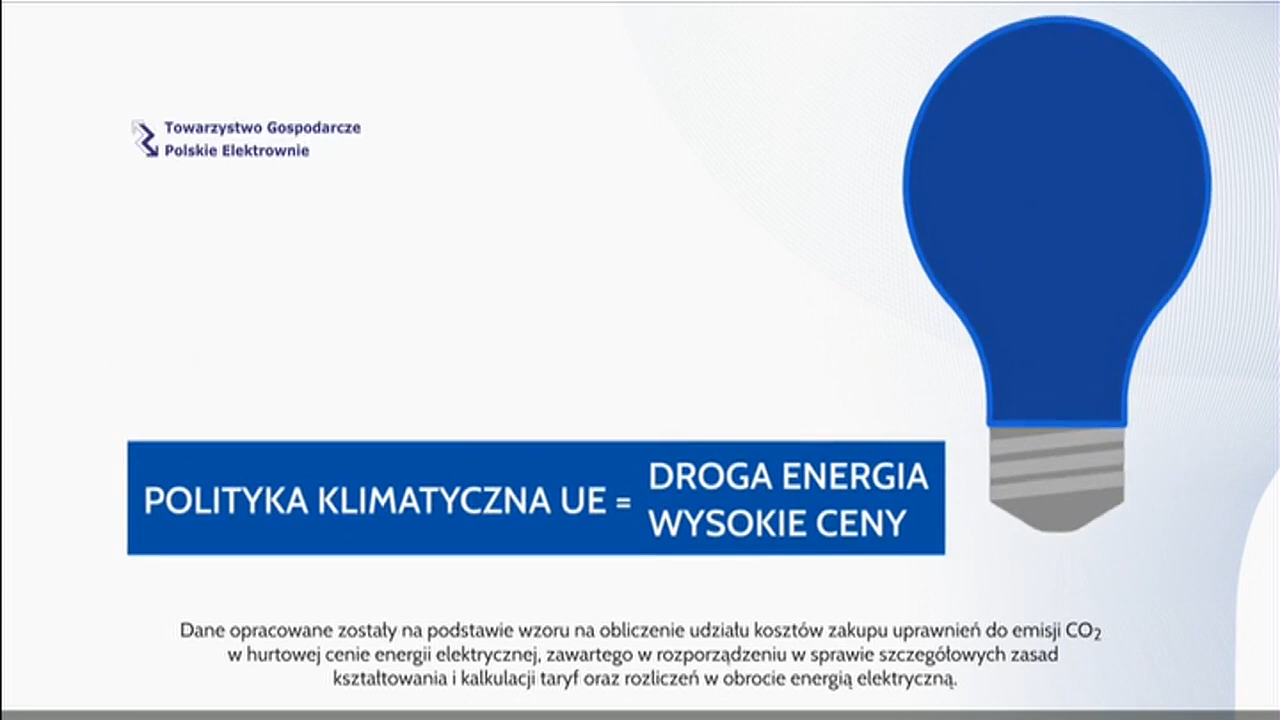 Towarzystwo Gospodarcze
Polskie Elektrownie
POLITYKA KLIMATYCZNA UE =
DROGA ENERGIA
WYSOKIE CENY
Dane opracowane zostały na podstawie wzoru na obliczenie udziału kosztów zakupu uprawnień do emisji CO₂
w hurtowej cenie energii elektrycznej, zawartego w rozporządzeniu w sprawie szczegółowych zasad
kształtowania i kalkulacji taryf oraz rozliczeń w obrocie energią elektryczną.